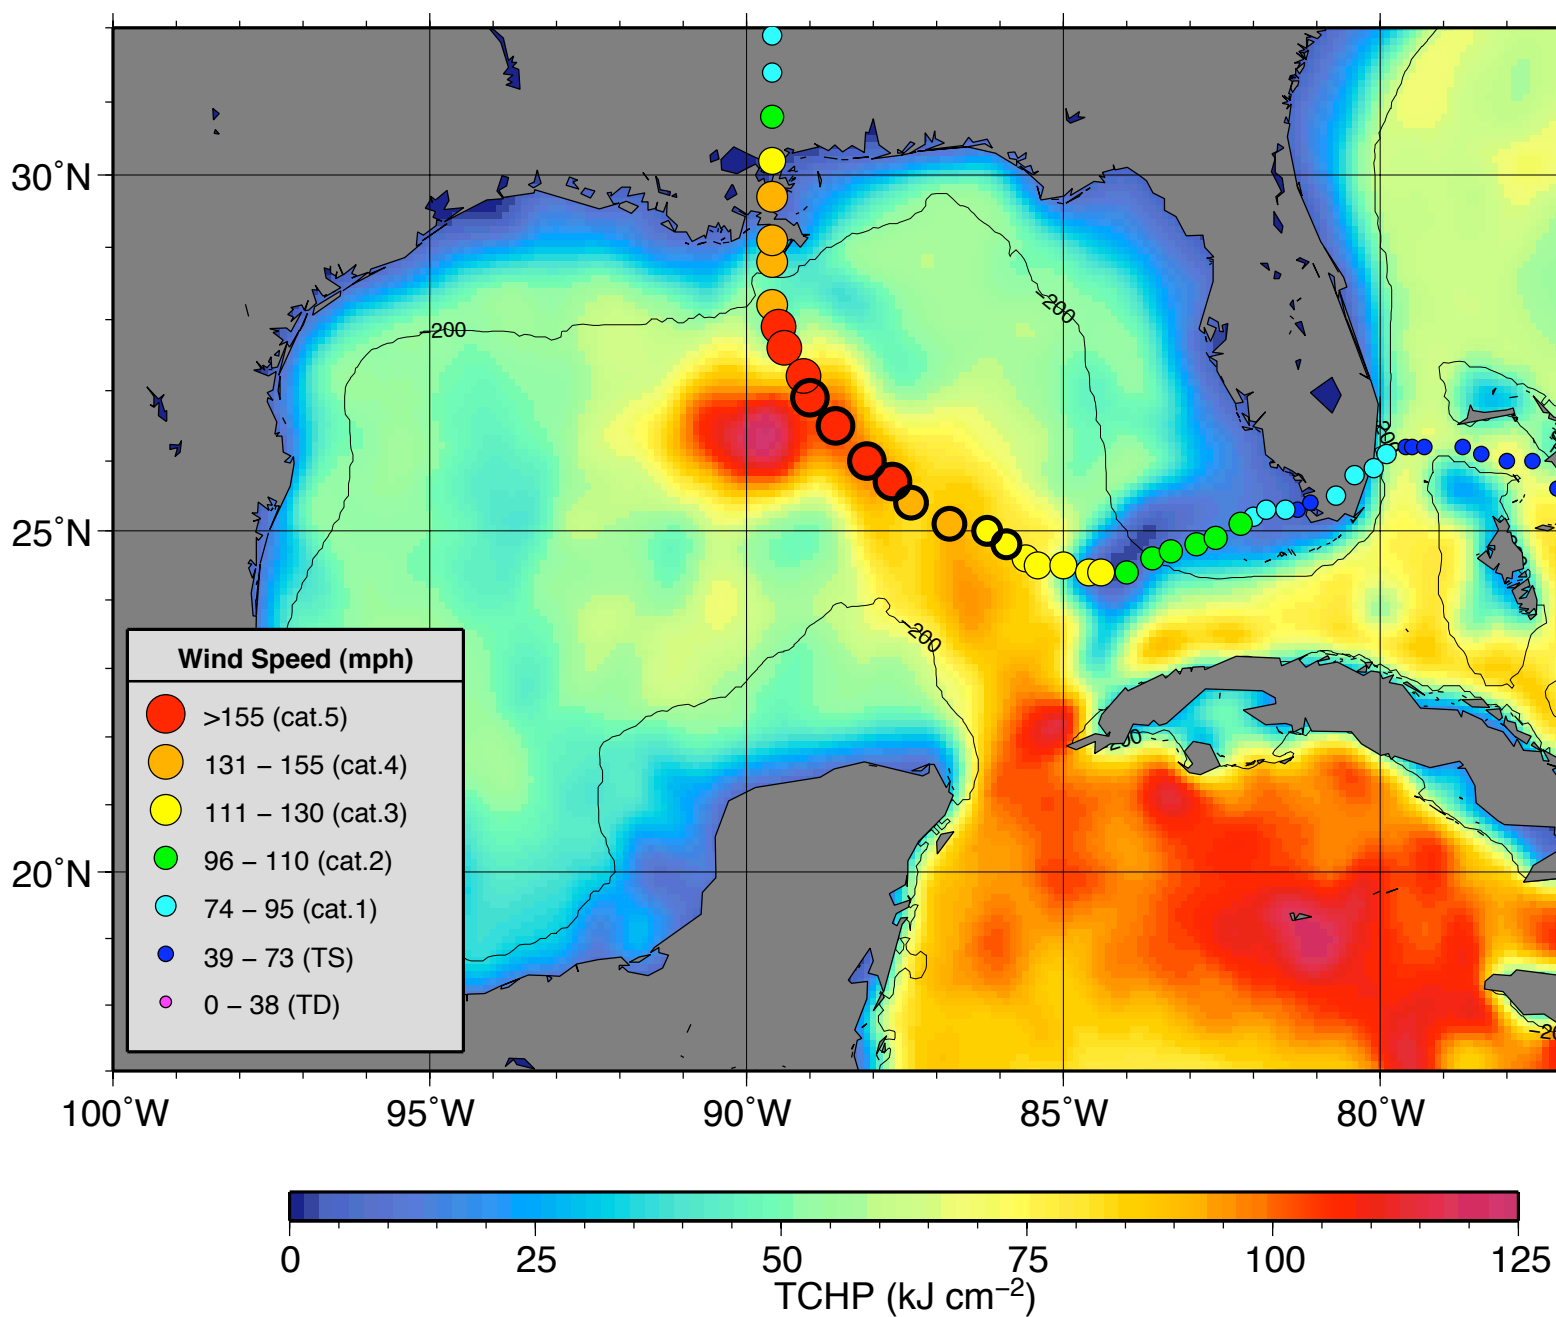 30°N
25°N
20°N
−200
−200
−200
−200
−200
−20
Wind Speed (mph)
>155 (cat.5)
131 – 155 (cat.4)
111 – 130 (cat.3)
96 – 110 (cat.2)
74 – 95 (cat.1)
39 – 73 (TS)
0 – 38 (TD)
100°W 95°W 90°W 85°W 80°W
0 25 50 75 100 125
TCHP (kJ cm−2)